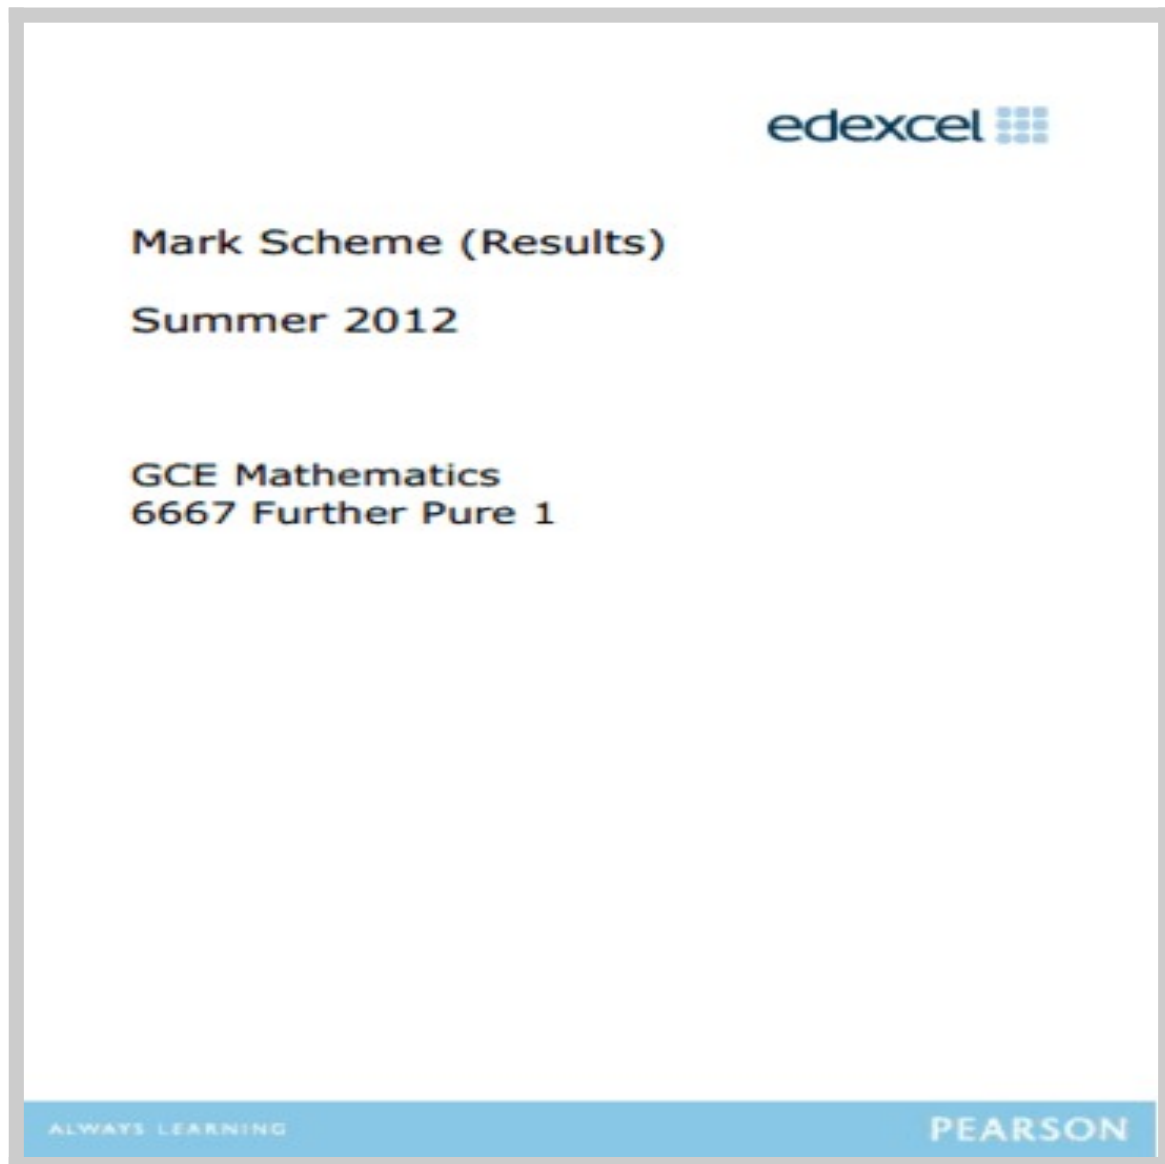 edexcel
Mark Scheme (Results)
Summer 2012
GCE Mathematics
6667 Further Pure 1
ALWAYS LEARNING
PEARSON